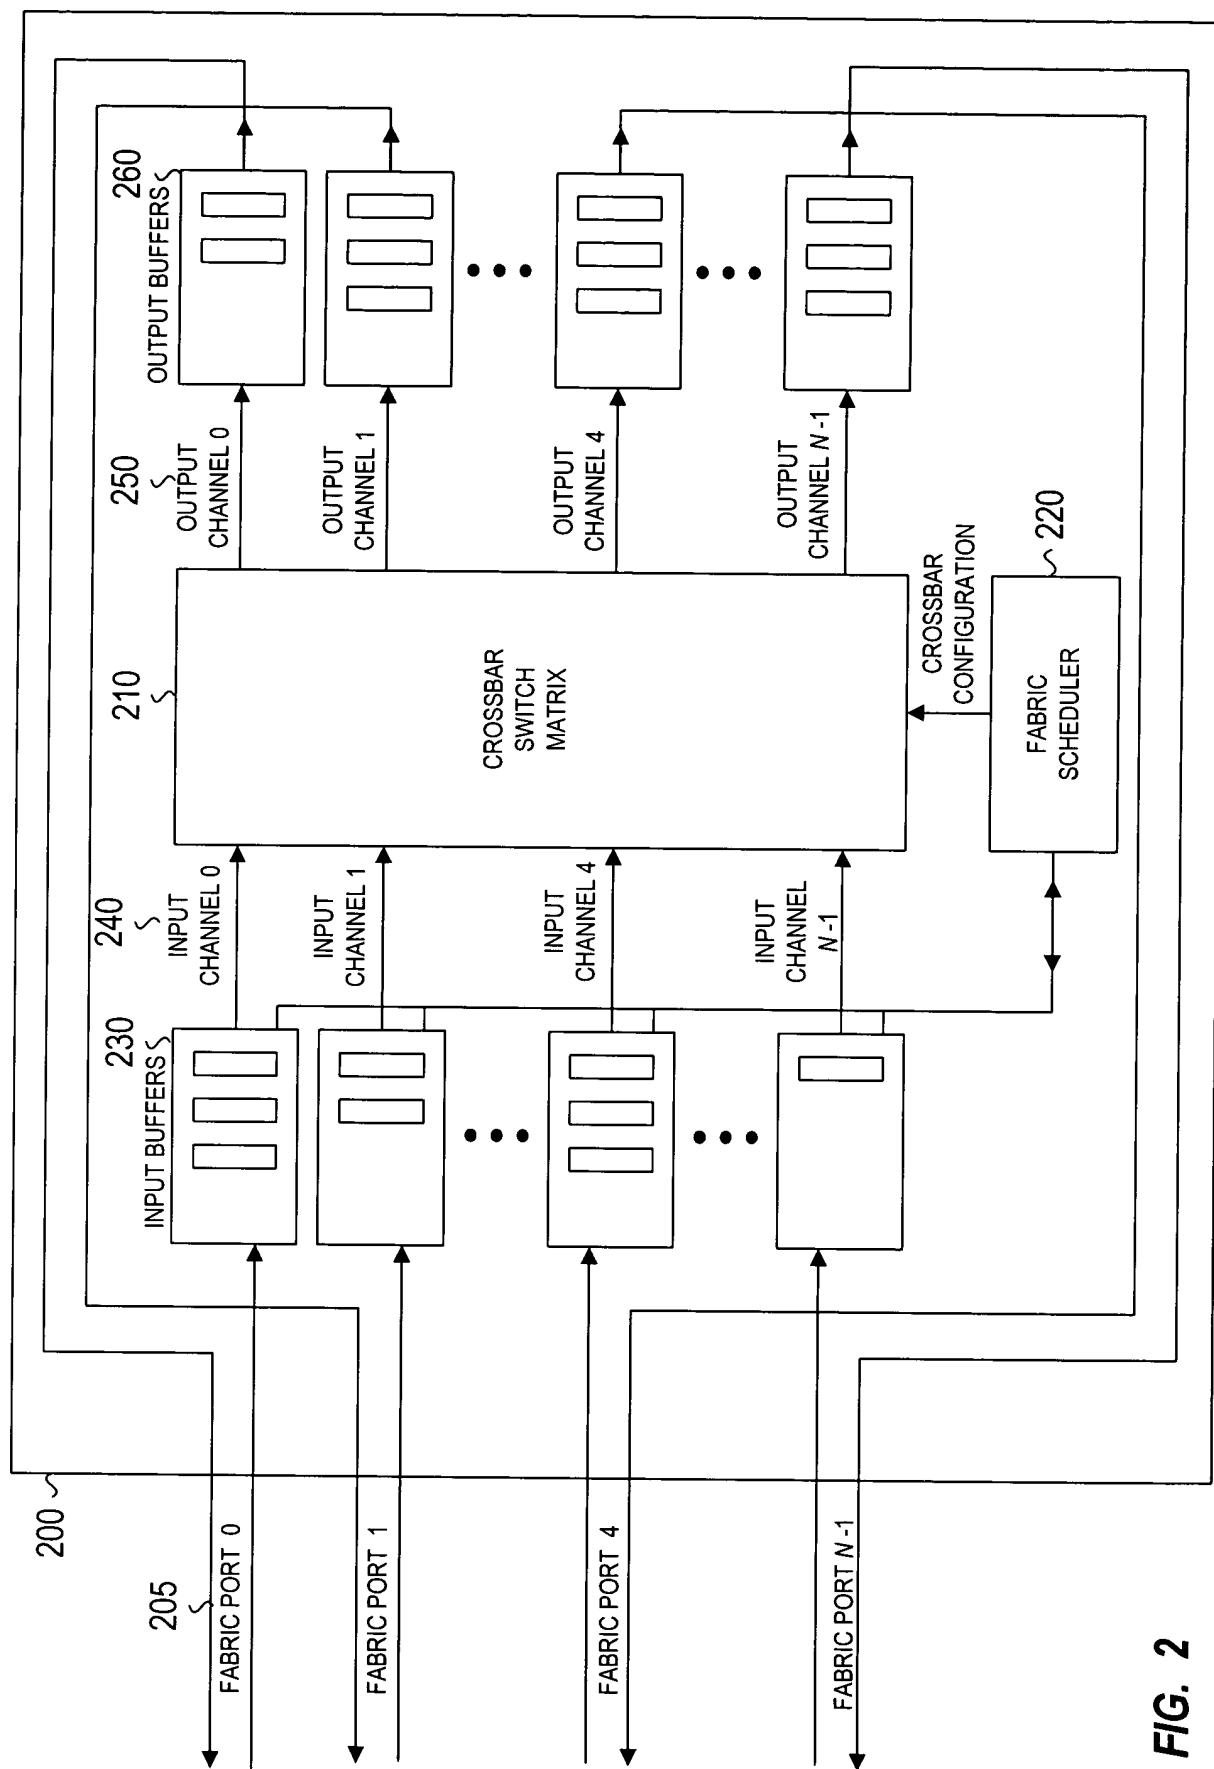 200
205
FABRIC PORT 0
FABRIC PORT 1
FABRIC PORT 4
FABRIC PORT N-1
INPUT BUFFERS
230
240
INPUT
CHANNEL 0
INPUT
CHANNEL 1
INPUT
CHANNEL 4
INPUT
CHANNEL
N-1
210
CROSSBAR
SWITCH
MATRIX
250
OUTPUT
CHANNEL 0
OUTPUT
CHANNEL 1
OUTPUT
CHANNEL 4
OUTPUT
CHANNEL N-1
OUTPUT BUFFERS
260
CROSSBAR
CONFIGURATION
220
FABRIC
SCHEDULER
FIG. 2